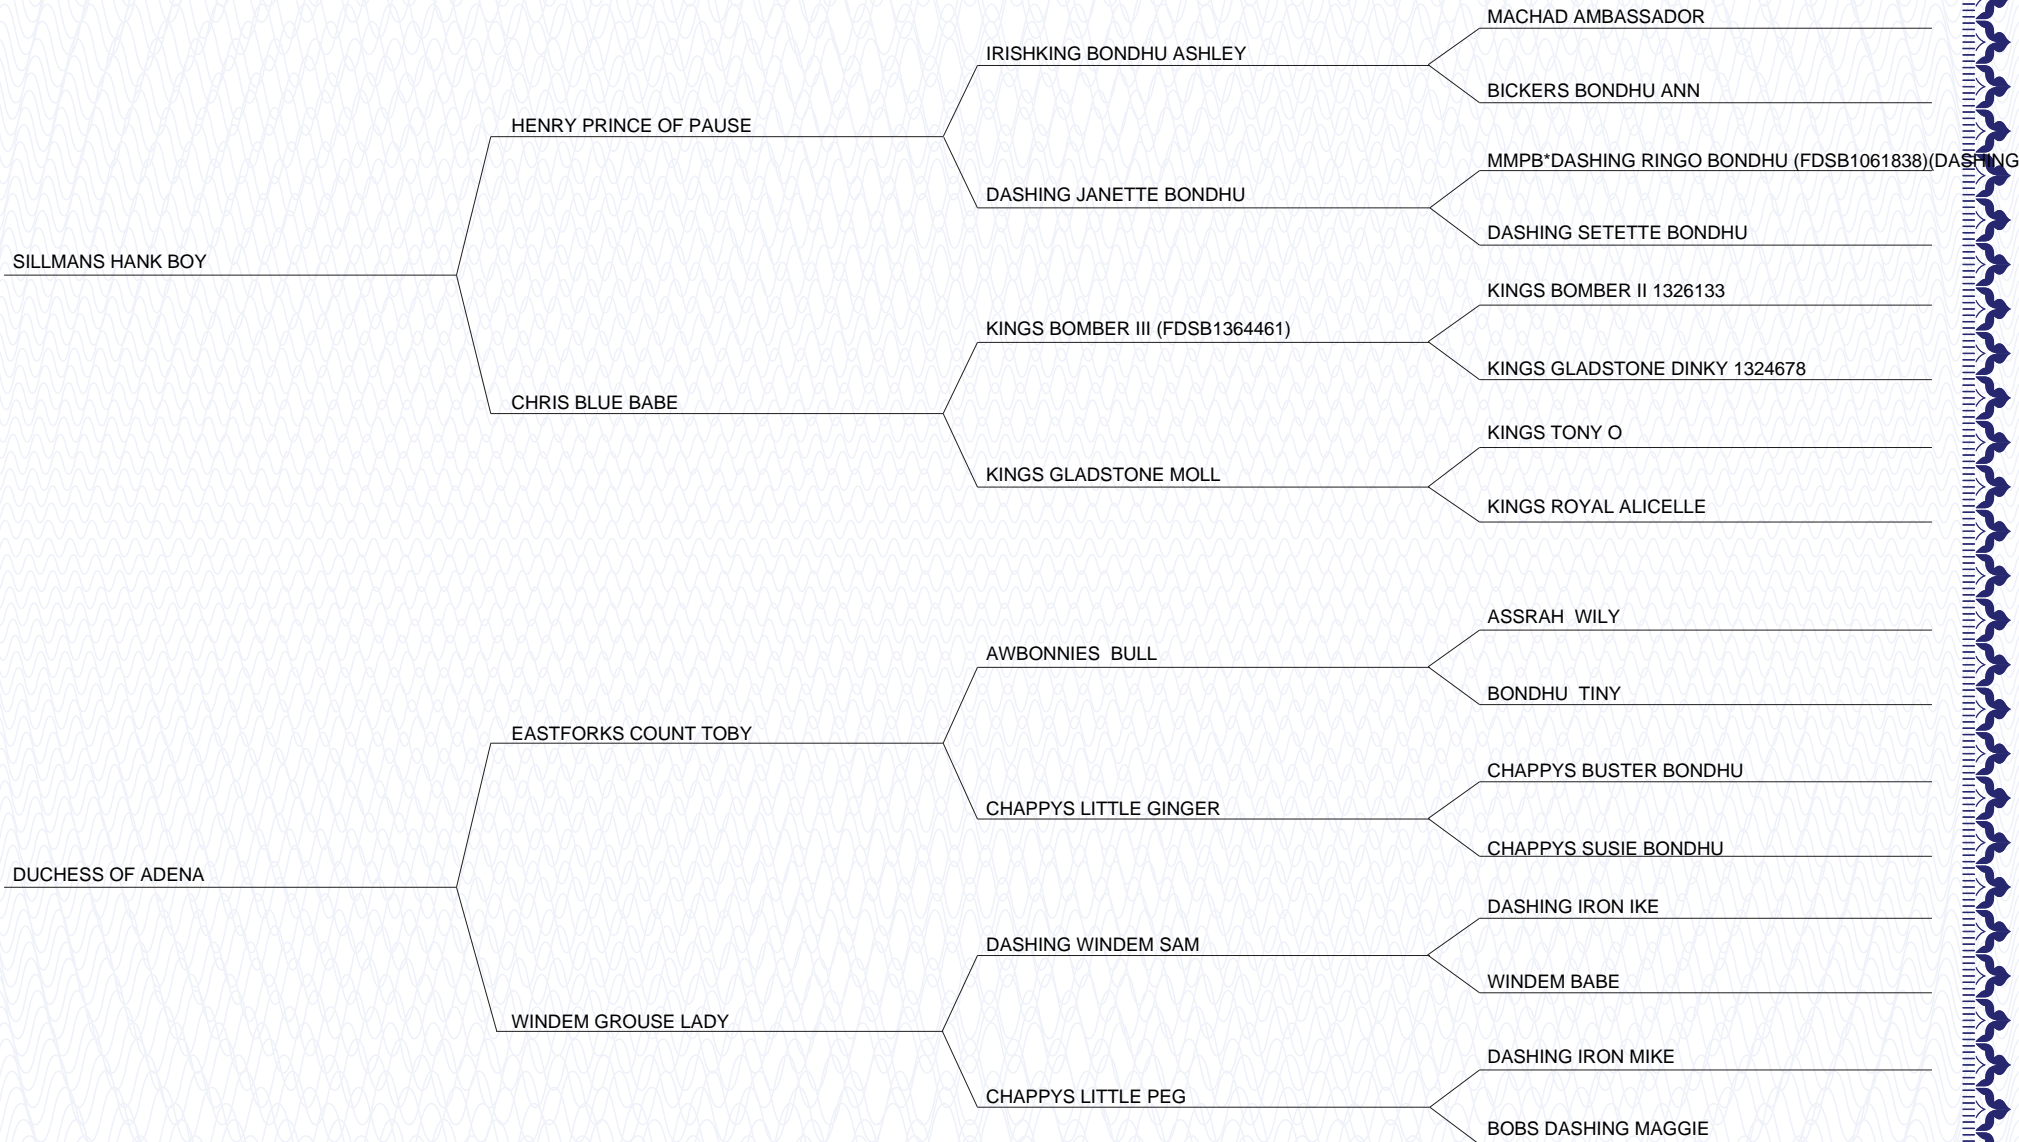 MACHAD AMBASSADOR
IRISHKING BONDHU ASHLEY
BICKERS BONDHU ANN
HENRY PRINCE OF PAUSE
MMPB*DASHING RINGO BONDHU (FDSB1061838)(DASHING
DASHING JANETTE BONDHU
DASHING SETETTE BONDHU
SILLMANS HANK BOY
KINGS BOMBER II 1326133
KINGS BOMBER III (FDSB1364461)
KINGS GLADSTONE DINKY 1324678
CHRIS BLUE BABE
KINGS TONY O
KINGS GLADSTONE MOLL
KINGS ROYAL ALICELLE
ASSRAH  WILY
AWBONNIES  BULL
BONDHU  TINY
EASTFORKS COUNT TOBY
CHAPPYS BUSTER BONDHU
CHAPPYS LITTLE GINGER
CHAPPYS SUSIE BONDHU
DUCHESS OF ADENA
DASHING IRON IKE
DASHING WINDEM SAM
WINDEM BABE
WINDEM GROUSE LADY
DASHING IRON MIKE
CHAPPYS LITTLE PEG
BOBS DASHING MAGGIE